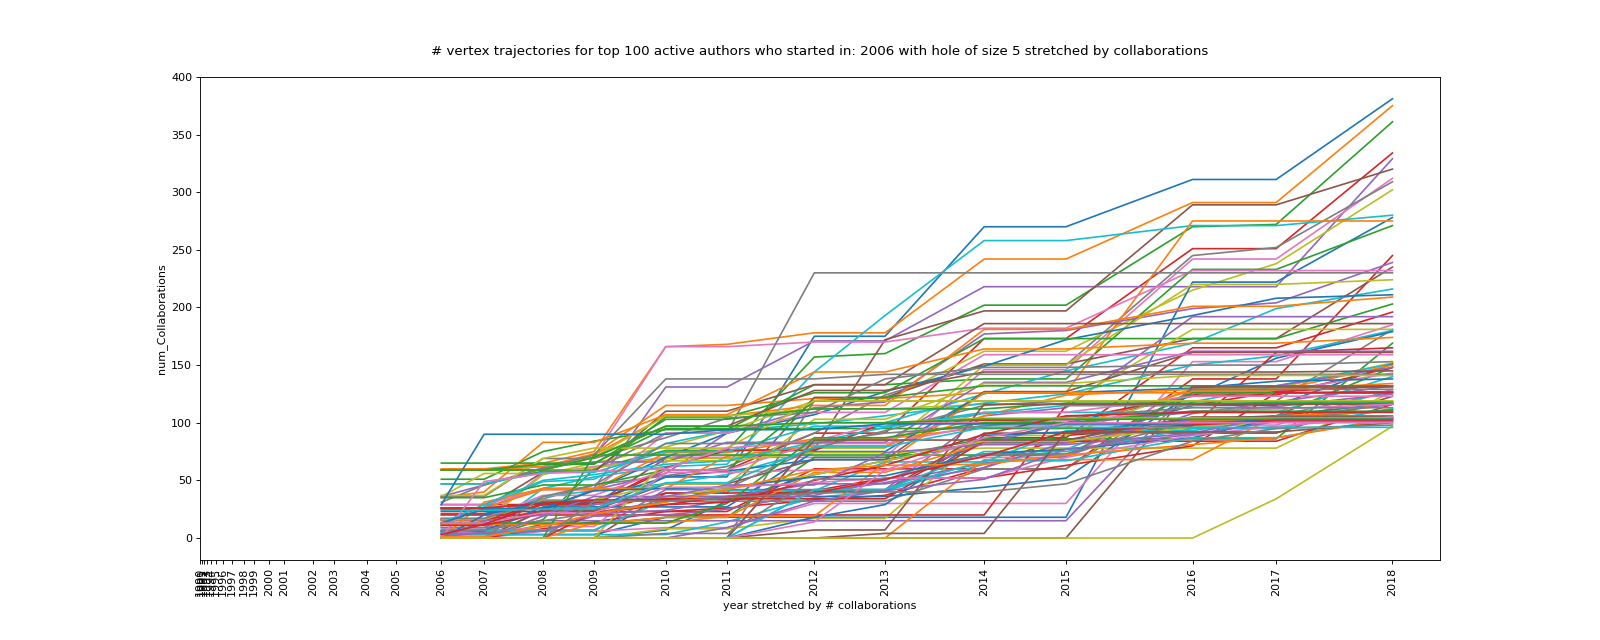 # vertex trajectories for top 100 active authors who started in: 2006 with hole of size 5 stretched by collaborations
400
350
300
250
200
150
100
50
0
num_Collaborations
1996 1997 1998 1999 2000 2001 2002 2003 2004 2005 2006 2007 2008 2009 2010 2011 2012 2013 2014 2015 2016 2017 2018
year stretched by # collaborations